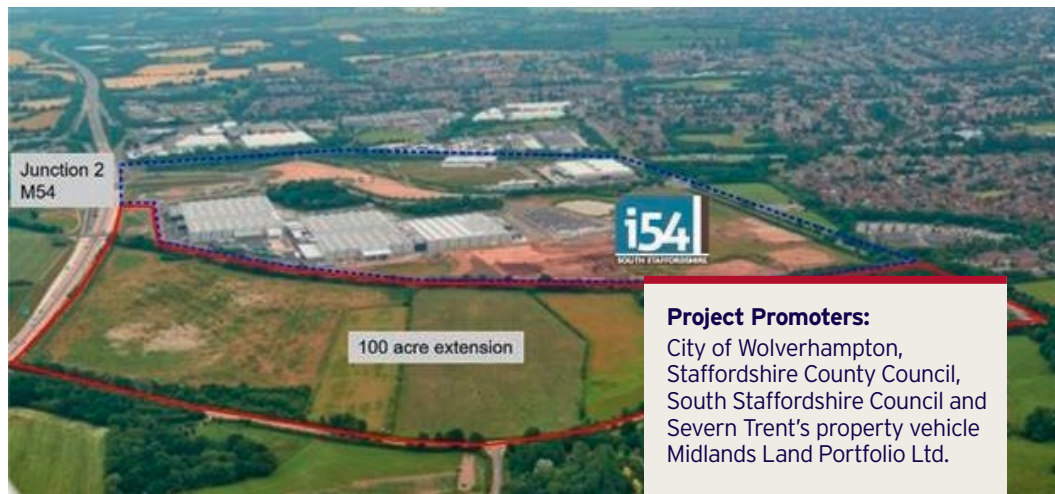 Junction 2
M54
i54
SOUTH STAFFORDSHIRE
100 acre extension
Project Promoters:
City of Wolverhampton,
Staffordshire County Council,
South Staffordshire Council and
Severn Trent's property vehicle
Midlands Land Portfolio Ltd.